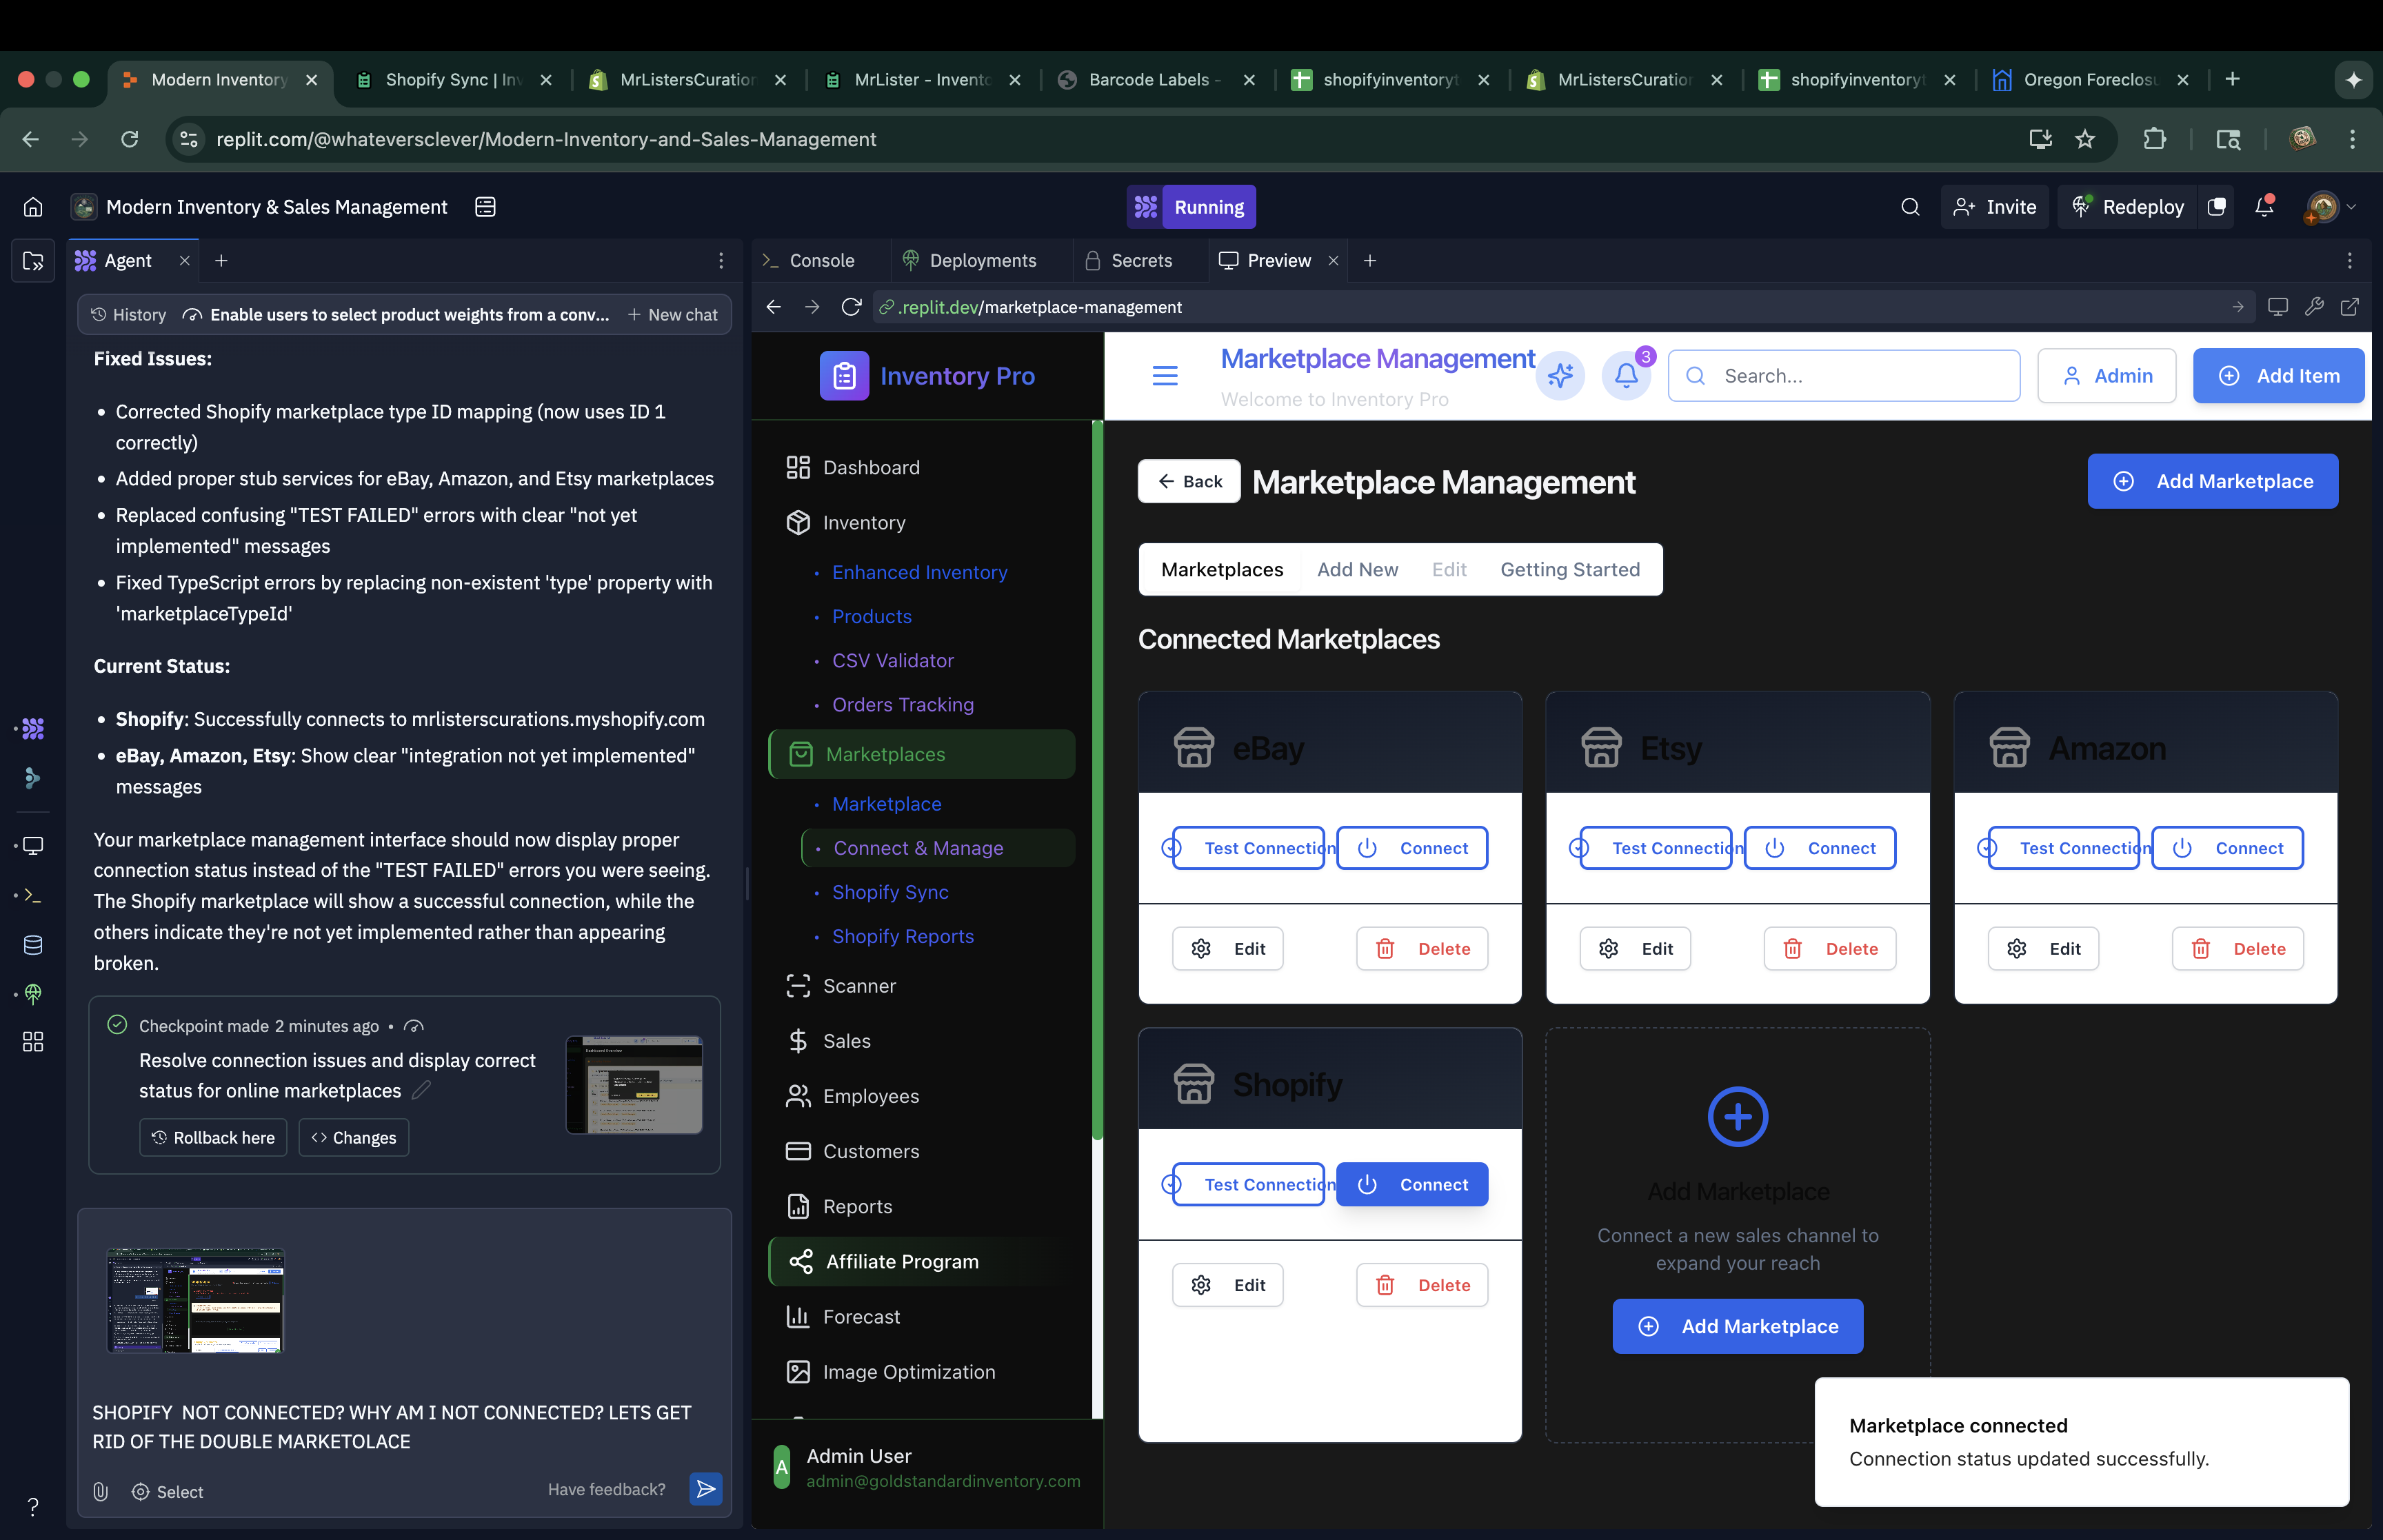 Modern Inventory
Shopify Sync | Inv
MrListersCuration
MrLister - Invento
Barcode Labels -
shopifyinventoryt
MrListersCuration
shopifyinventoryt
Oregon Foreclosu
replit.com/@whateversclever/Modern-Inventory-and-Sales-Management
Modern Inventory & Sales Management
Running
Invite
Redeploy
Agent
Console
Deployments
Secrets
Preview
History
Enable users to select product weights from a conv...
New chat
.replit.dev/marketplace-management
Fixed Issues:
• Corrected Shopify marketplace type ID mapping (now uses ID 1
correctly)
• Added proper stub services for eBay, Amazon, and Etsy marketplaces
• Replaced confusing "TEST FAILED" errors with clear "not yet
implemented" messages
• Fixed TypeScript errors by replacing non-existent 'type' property with
'marketplaceTypeId'
Current Status:
• Shopify: Successfully connects to mrlisterscurations.myshopify.com
• eBay, Amazon, Etsy: Show clear "integration not yet implemented"
messages
Your marketplace management interface should now display proper
connection status instead of the "TEST FAILED" errors you were seeing.
The Shopify marketplace will show a successful connection, while the
others indicate they're not yet implemented rather than appearing
broken.
Checkpoint made 2 minutes ago •
Resolve connection issues and display correct
status for online marketplaces
Rollback here
Changes
SHOPIFY  NOT CONNECTED? WHY AM I NOT CONNECTED? LETS GET
RID OF THE DOUBLE MARKETOLACE
Select
Have feedback?
?
Inventory Pro
Dashboard
Inventory
• Enhanced Inventory
• Products
• CSV Validator
• Orders Tracking
Marketplaces
• Marketplace
• Connect & Manage
• Shopify Sync
• Shopify Reports
Scanner
Sales
Employees
Customers
Reports
Affiliate Program
Forecast
Image Optimization
A
Admin User
admin@goldstandardinventory.com
Marketplace Management
Welcome to Inventory Pro
3
Search...
Admin
Add Item
Back
Marketplace Management
Add Marketplace
Marketplaces
Add New
Edit
Getting Started
Connected Marketplaces
eBay
Test Connection
Connect
Edit
Delete
Etsy
Test Connection
Connect
Edit
Delete
Amazon
Test Connection
Connect
Edit
Delete
Shopify
Test Connection
Connect
Edit
Delete
Add Marketplace
Connect a new sales channel to
expand your reach
Add Marketplace
Marketplace connected
Connection status updated successfully.